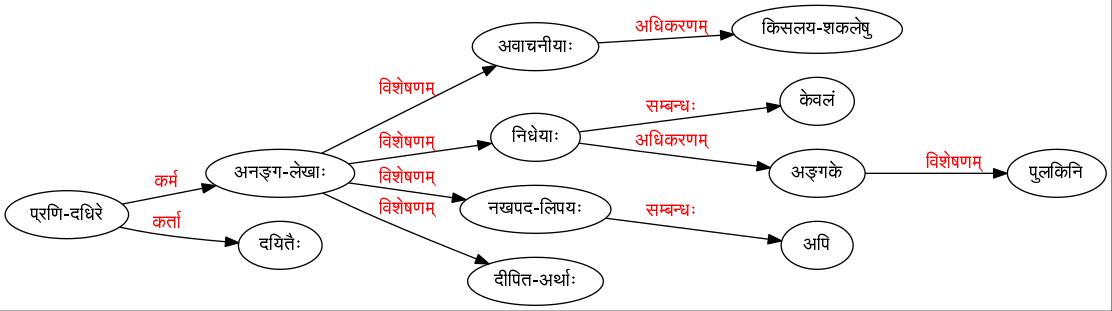 किसलय-शकलेषु
अधिकरणम्
अवाचनीयाः
विशेषणम्
केवलं
सम्बन्धः
निधेयाः
विशेषणम्
अधिकरणम्
अङ्गके
विशेषणम्
पुलकिनि
अनङ्ग-लेखाः
विशेषणम्
कर्म
प्रणि-दधिरे
नखपद-लिपयः
सम्बन्धः
विशेषणम्
कर्ता
दयितैः
अपि
दीपित-अर्थाः